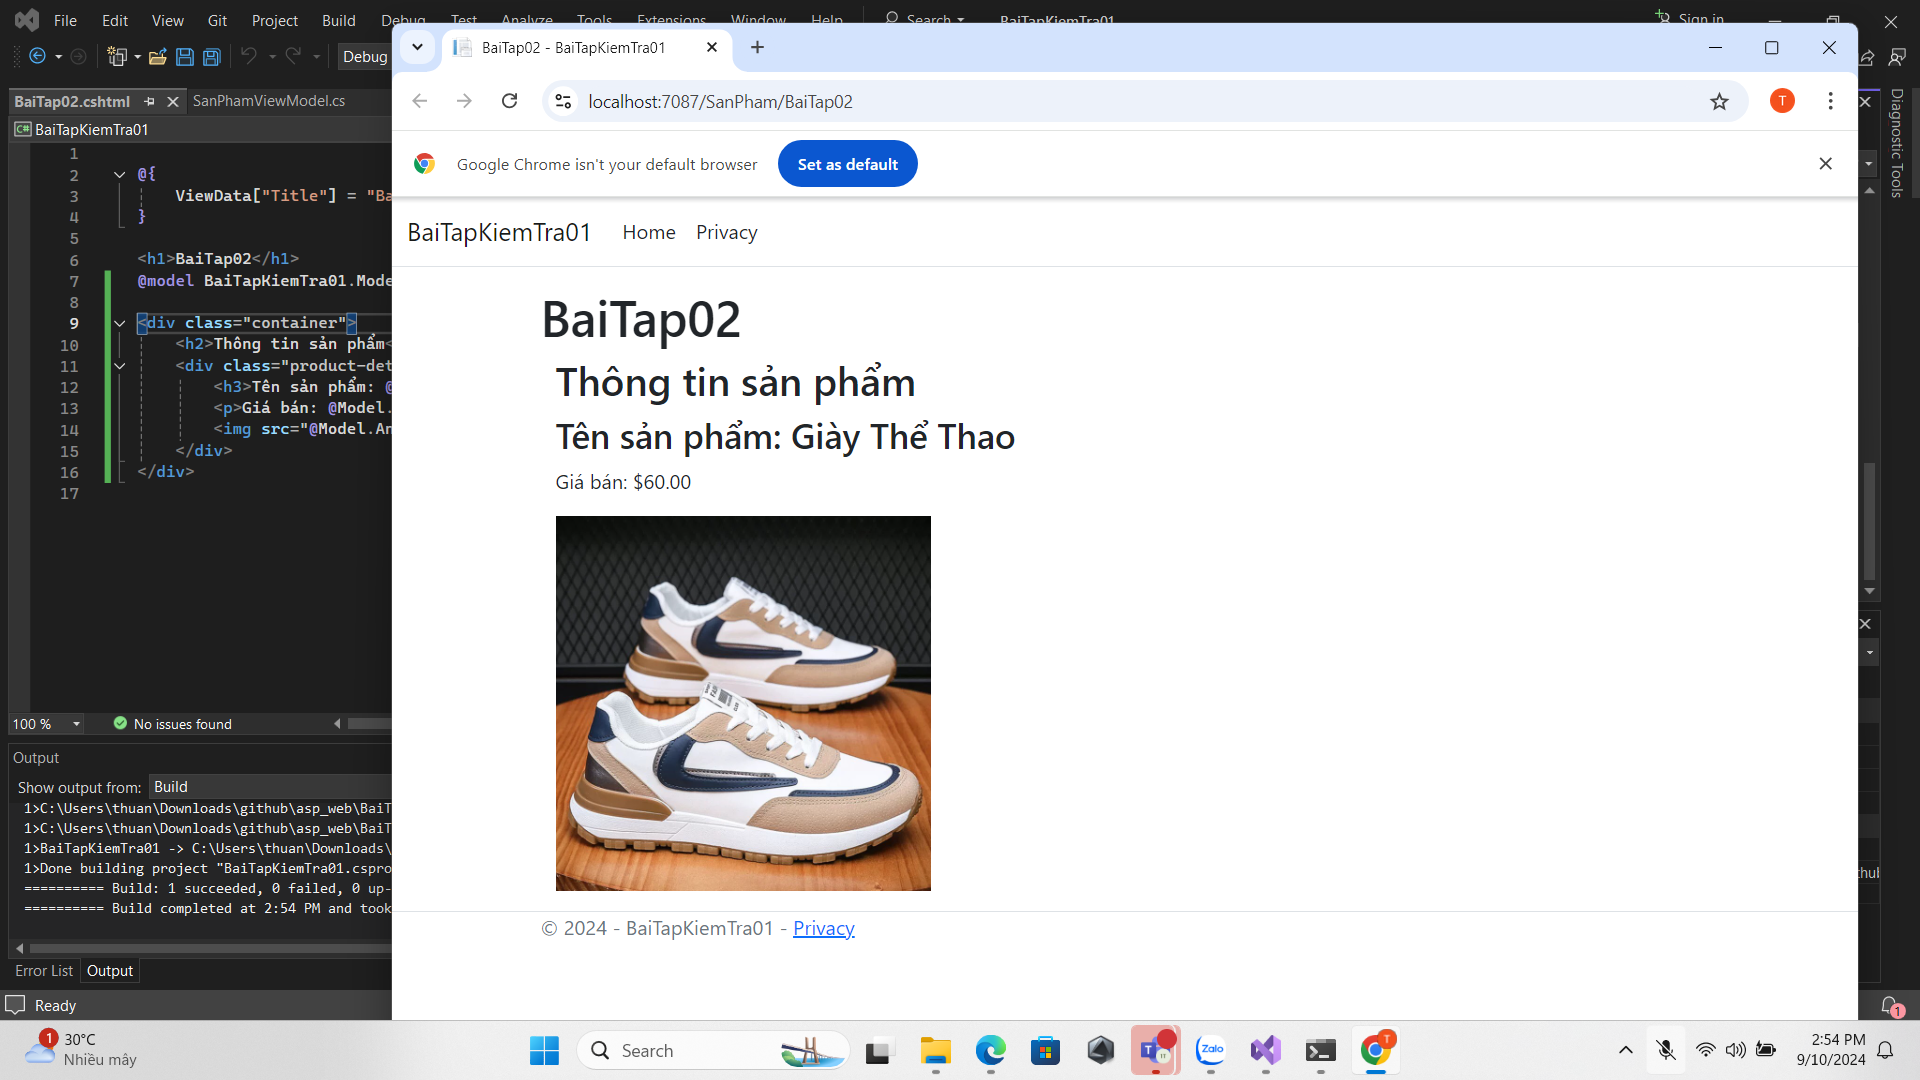 File Edit View Git Project Build Debug Test Analyze Tools Extensions Window Help Search BaiTapKiemTra01 Sign in
Debug
BaiTap02.cshtml SanPhamViewModel.cs
BaiTapKiemTra01
1
2 @{
3 ViewData["Title"] = "Ba
4 }
5
6 <h1>BaiTap02</h1>
7 @model BaiTapKiemTra01.Mode
8
9 <div class="container">
10 <h2>Thông tin sản phẩm<
11 <div class="product-det
12 <h3>Tên sản phẩm: @
13 <p>Giá bán: @Model.
14 <img src="@Model.An
15 </div>
16 </div>
17
100 % No issues found
Output
Show output from: Build
1>C:\Users\thuan\Downloads\github\asp_web\BaiT
1>C:\Users\thuan\Downloads\github\asp_web\BaiT
1>BaiTapKiemTra01 -> C:\Users\thuan\Downloads\
1>Done building project "BaiTapKiemTra01.cspro
========== Build: 1 succeeded, 0 failed, 0 up-
========== Build completed at 2:54 PM and took
Error List Output
Ready
BaiTap02 - BaiTapKiemTra01
localhost:7087/SanPham/BaiTap02
T
Google Chrome isn't your default browser Set as default
BaiTapKiemTra01 Home Privacy
BaiTap02
Thông tin sản phẩm
Tên sản phẩm: Giày Thể Thao
Giá bán: $60.00
© 2024 - BaiTapKiemTra01 - Privacy
Diagnostic Tools
thub
1
1 30°C
Nhiều mây
Search
Zalo
T
2:54 PM
9/10/2024